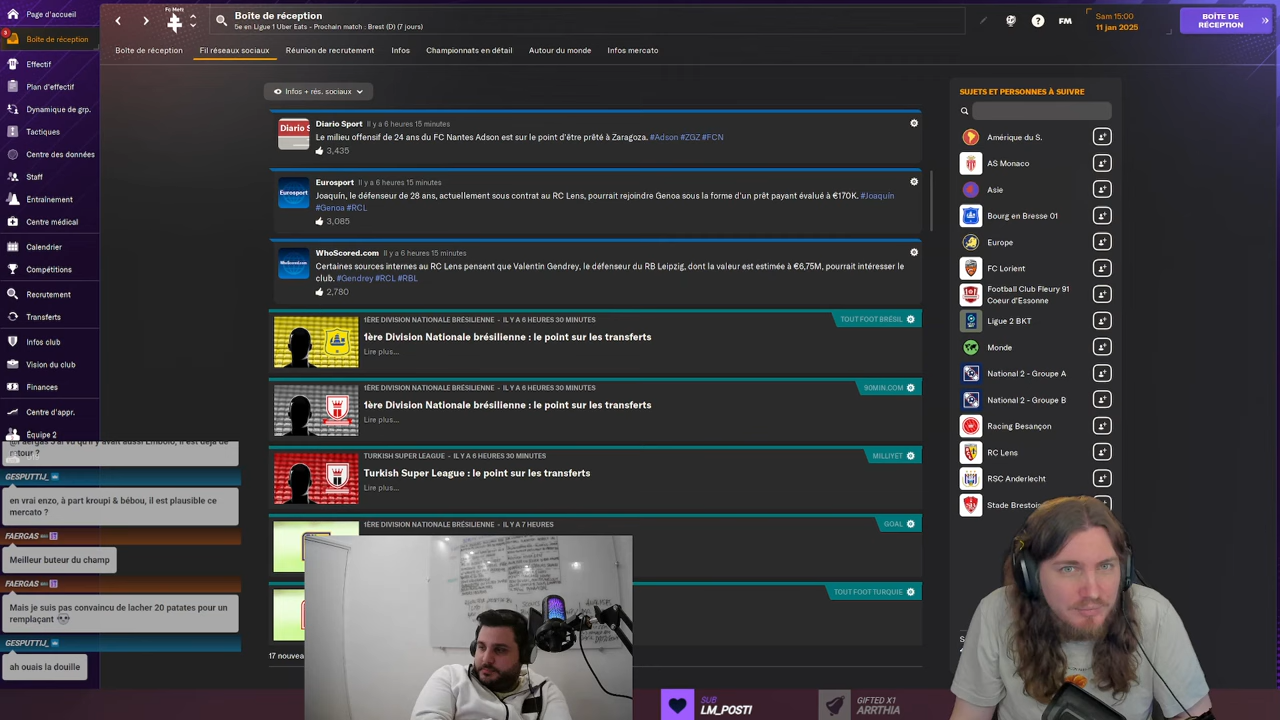 Page d'accueil
3
Boîte de réception
Effectif
Plan d'effectif
Dynamique de grp.
Tactiques
Centre des données
Staff
Entraînement
Centre médical
Calendrier
Compétitions
Recrutement
Transferts
Infos club
Vision du club
Finances
Centre d'appr.
Équipe 2
Fc Metz
Boîte de réception
5e en Ligue 1 Uber Eats - Prochain match : Brest (D) (7 jours)
?
FM
Sam 15:00
11 jan 2025
BOÎTE DE
RÉCEPTION
Boîte de réception
Fil réseaux sociaux
Réunion de recrutement
Infos
Championnats en détail
Autour du monde
Infos mercato
Infos + rés. sociaux
Diario Sport Il y a 6 heures 15 minutes
Le milieu offensif de 24 ans du FC Nantes Adson est sur le point d'être prêté à Zaragoza. #Adson #ZGZ #FCN
3,435
Eurosport
Eurosport Il y a 6 heures 15 minutes
Joaquín, le défenseur de 28 ans, actuellement sous contrat au RC Lens, pourrait rejoindre Genoa sous la forme d'un prêt payant évalué à €170K. #Joaquín
#Genoa #RCL
3,085
WhoScored.com
WhoScored.com Il y a 6 heures 15 minutes
Certaines sources internes au RC Lens pensent que Valentin Gendrey, le défenseur du RB Leipzig, dont la valeur est estimée à €6,75M, pourrait intéresser le
club. #Gendrey #RCL #RBL
2,780
1ÈRE DIVISION NATIONALE BRÉSILIENNE - IL Y A 6 HEURES 30 MINUTES
TOUT FOOT BRÉSIL
1ère Division Nationale brésilienne : le point sur les transferts
Lire plus...
1ÈRE DIVISION NATIONALE BRÉSILIENNE - IL Y A 6 HEURES 30 MINUTES
90MIN.COM
1ère Division Nationale brésilienne : le point sur les transferts
Lire plus...
TURKISH SUPER LEAGUE - IL Y A 6 HEURES 30 MINUTES
MILLIYET
Turkish Super League : le point sur les transferts
Lire plus...
1ÈRE DIVISION NATIONALE BRÉSILIENNE - IL Y A 7 HEURES
GOAL
TOUT FOOT TURQUIE
17 nouvea
SUJETS ET PERSONNES À SUIVRE
Amérique du S.
AS Monaco
Asie
Bourg en Bresse 01
Europe
FC Lorient
Football Club Fleury 91
Coeur d'Essonne
Ligue 2 BKT
Monde
National 2 - Groupe A
National 2 - Groupe B
Racing Besançon
RC Lens
RSC Anderlecht
Stade Brestois
retour ?
GESPUTTI_
en vrai enzo, à part kroupi & bébou, il est plausible ce
mercato ?
FAERGAS
Meilleur buteur du champ
FAERGAS
Mais je suis pas convaincu de lacher 20 patates pour un
remplaçant 💀
GESPUTTI_
ah ouais la douille
SUB
LM_POSTI
GIFTED X1
ARRTHIA